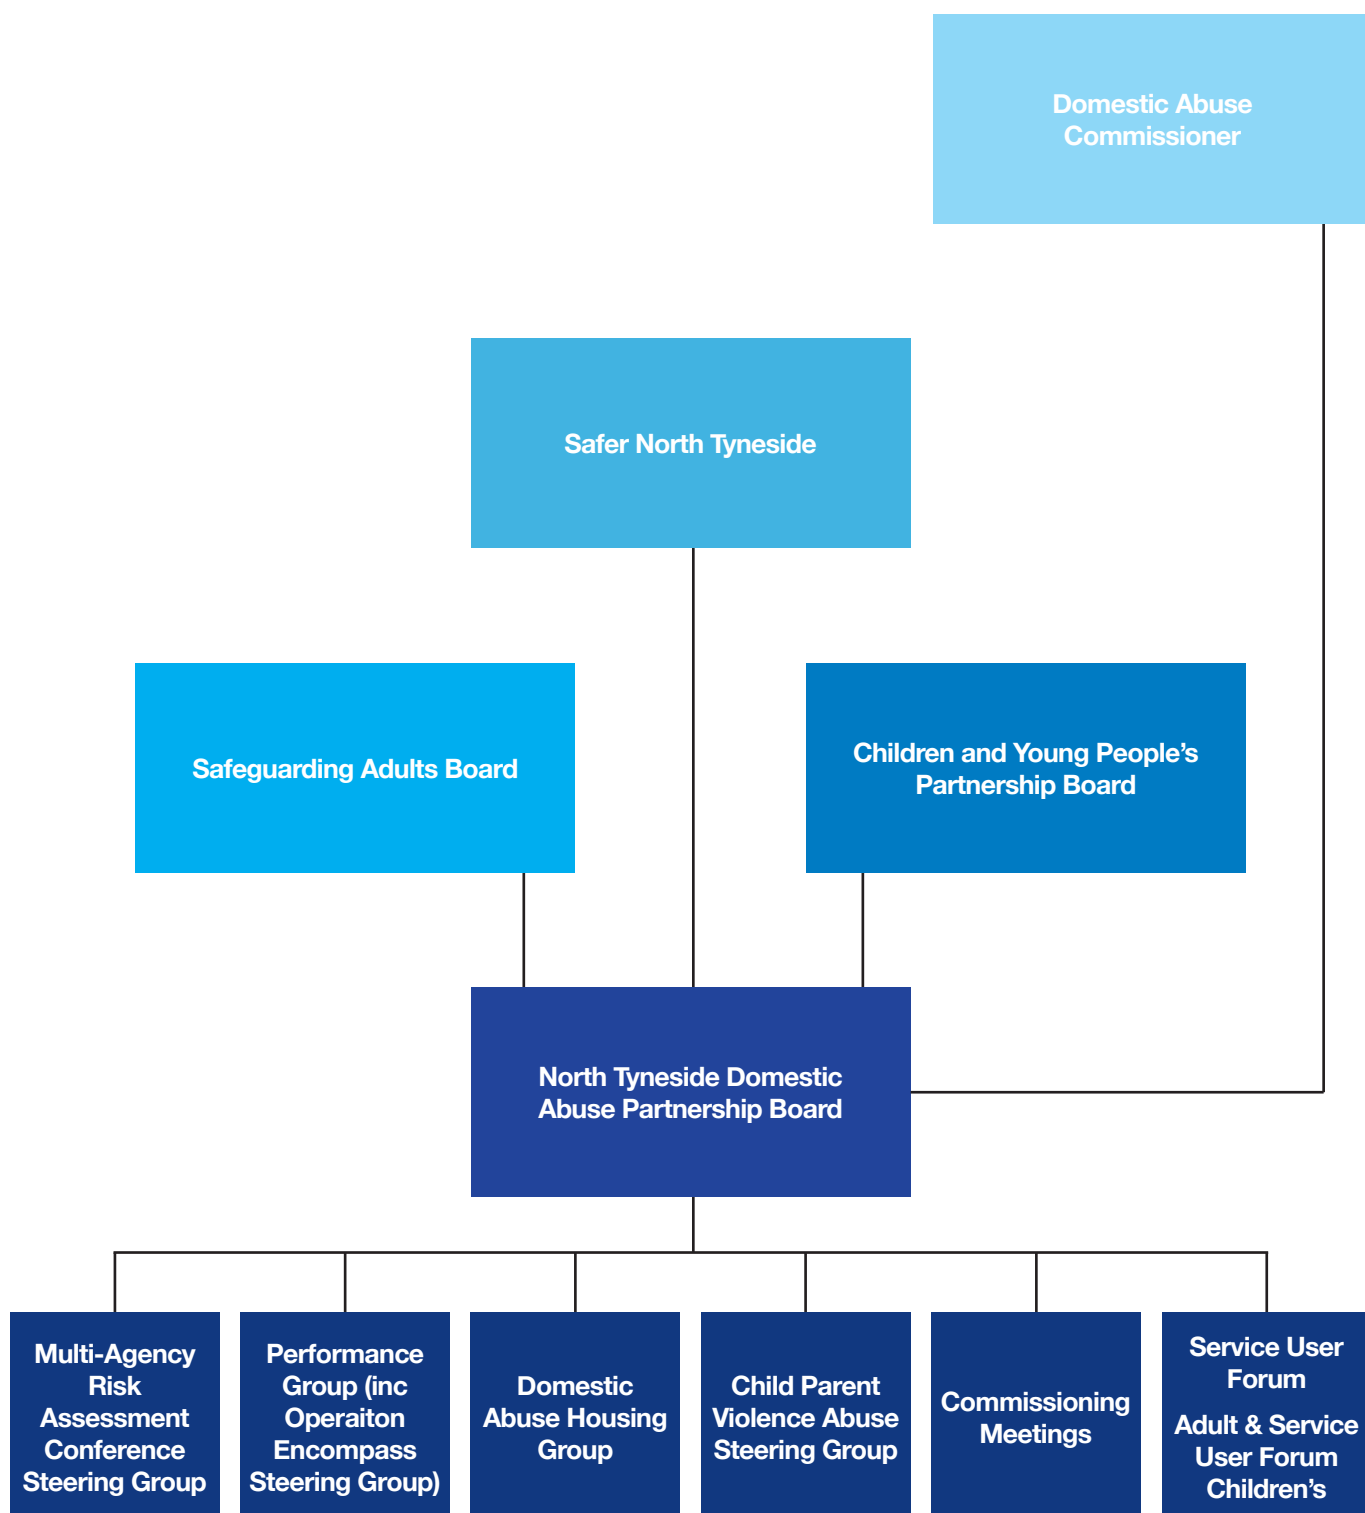 Domestic Abuse
Commissioner
Safer North Tyneside
Safeguarding Adults Board
Children and Young People’s
Partnership Board
North Tyneside Domestic
Abuse Partnership Board
Multi-Agency
Risk
Assessment
Conference
Steering Group
Performance
Group (inc
Operaiton
Encompass
Steering Group)
Domestic
Abuse Housing
Group
Child Parent
Violence Abuse
Steering Group
Commissioning
Meetings
Service User
Forum
Adult & Service
User Forum
Children’s